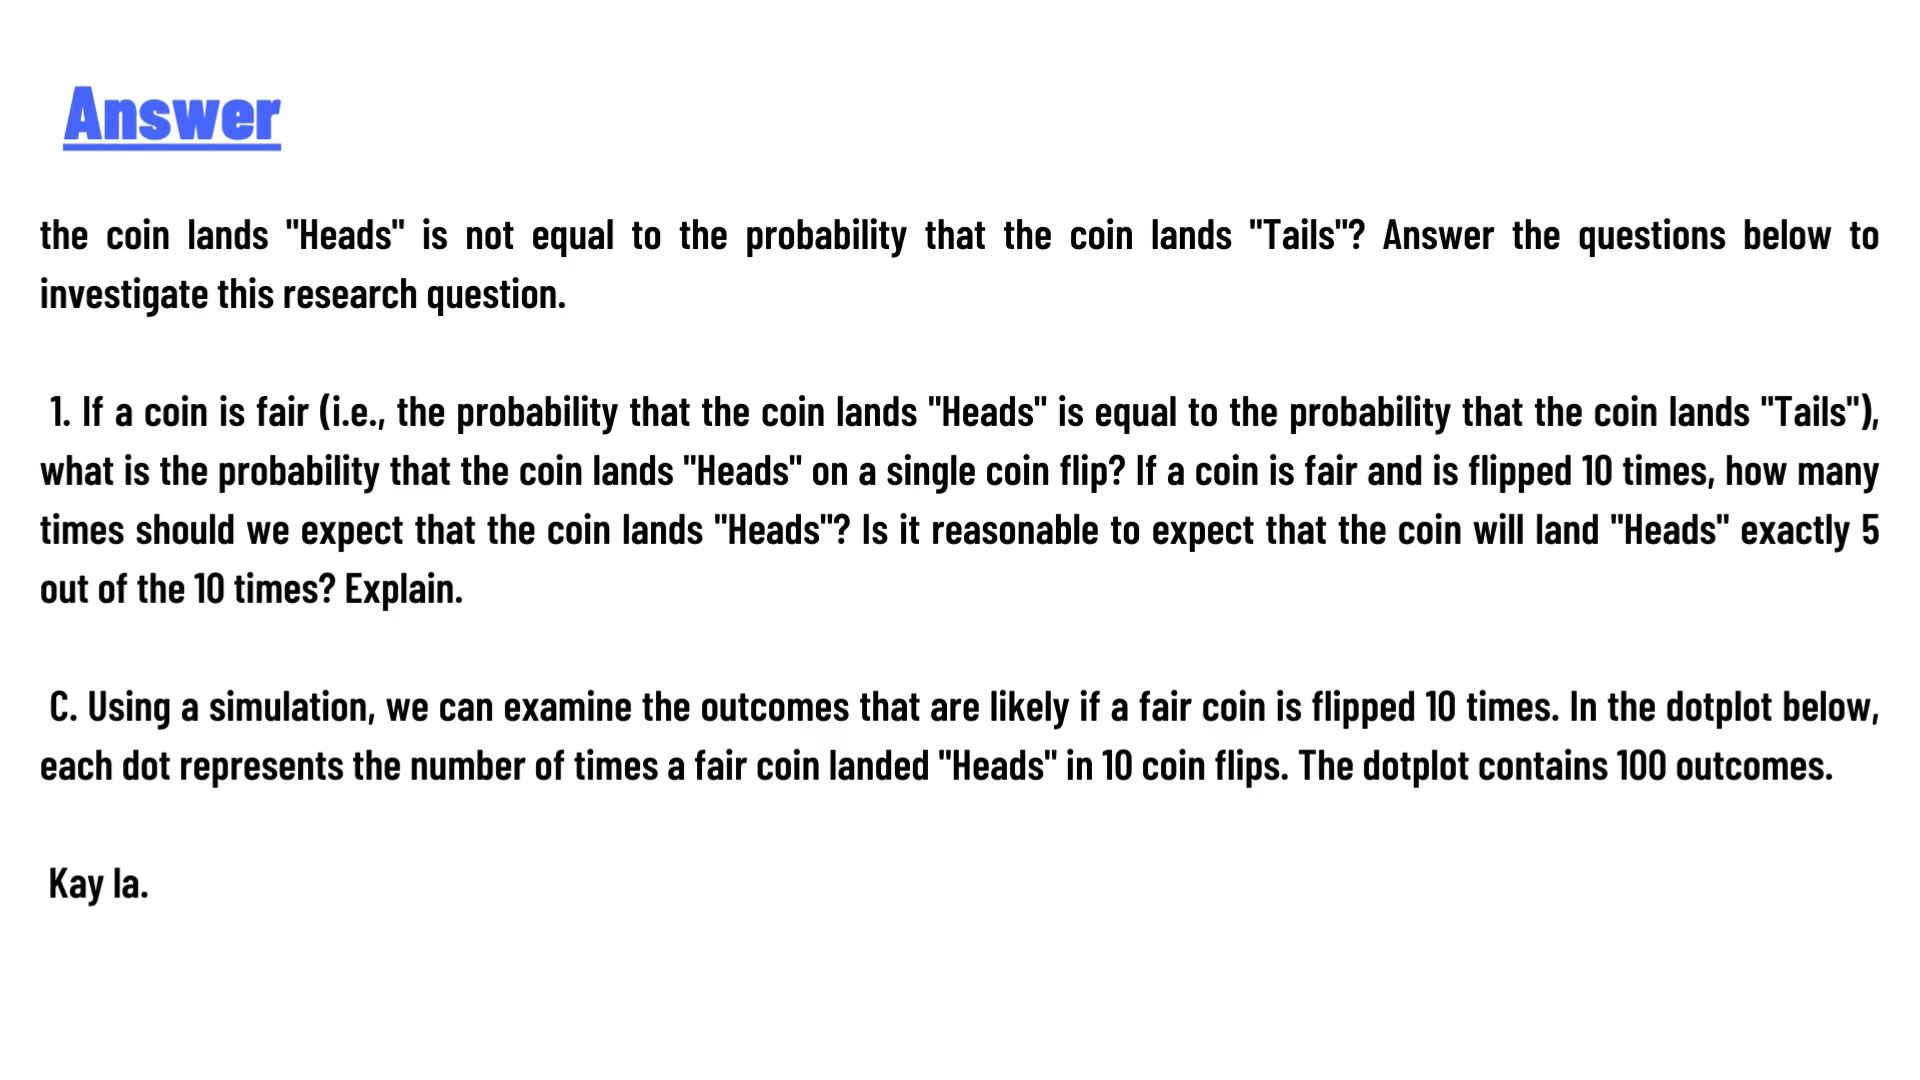 Answer
the coin lands "Heads" is not equal to the probability that the coin lands "Tails"? Answer the questions below to
investigate this research question.
1. If a coin is fair (i.e., the probability that the coin lands "Heads" is equal to the probability that the coin lands "Tails"),
what is the probability that the coin lands "Heads" on a single coin flip? If a coin is fair and is flipped 10 times, how many
times should we expect that the coin lands "Heads"? Is it reasonable to expect that the coin will land "Heads" exactly 5
out of the 10 times? Explain.
C. Using a simulation, we can examine the outcomes that are likely if a fair coin is flipped 10 times. In the dotplot below,
each dot represents the number of times a fair coin landed "Heads" in 10 coin flips. The dotplot contains 100 outcomes.
Kay la.